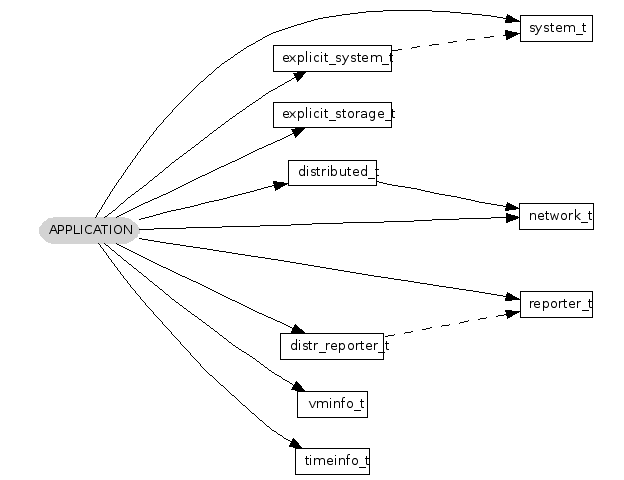 system_t
explicit_system_t
explicit_storage_t
distributed_t
network_t
APPLICATION
reporter_t
distr_reporter_t
vminfo_t
timeinfo_t